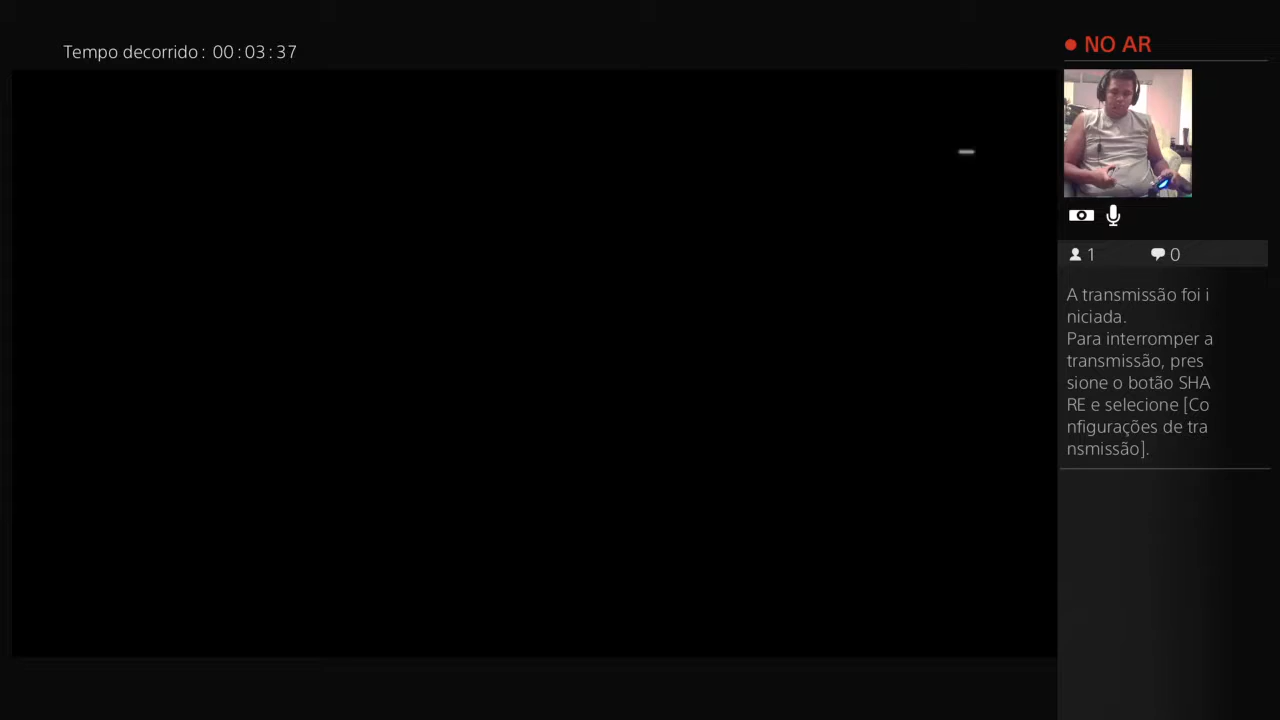 Tempo decorrido: 00:03:37
NO AR
1 0
A transmissão foi i
niciada.
Para interromper a
transmissão, pres
sione o botão SHA
RE e selecione [Co
nfigurações de tra
nsmissão].